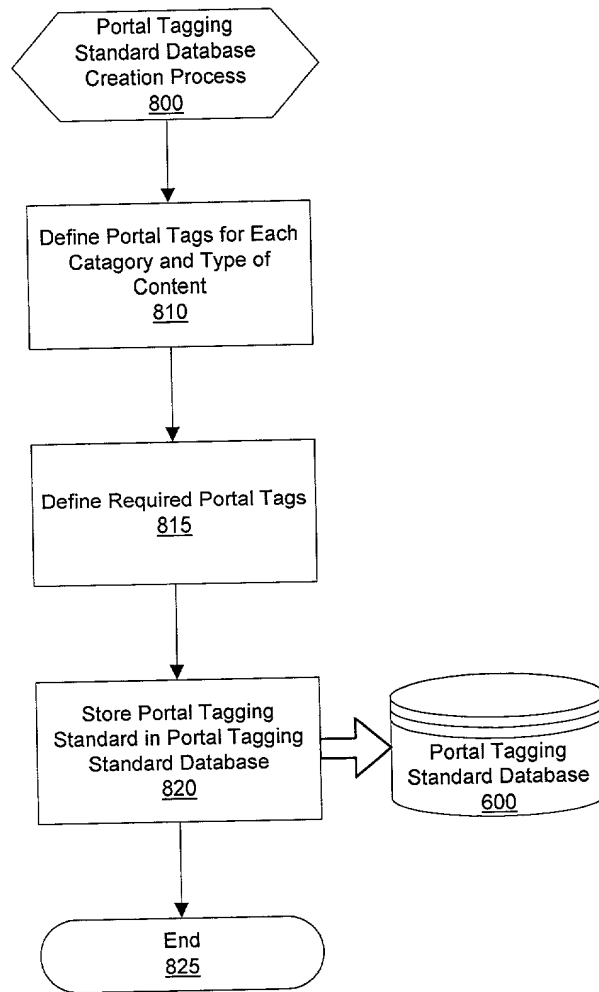 Portal Tagging
Standard Database
Creation Process
800
Define Portal Tags for Each
Catagory and Type of
Content
810
Define Required Portal Tags
815
Store Portal Tagging
Standard in Portal Tagging
Standard Database
820
Portal Tagging
Standard Database
600
End
825